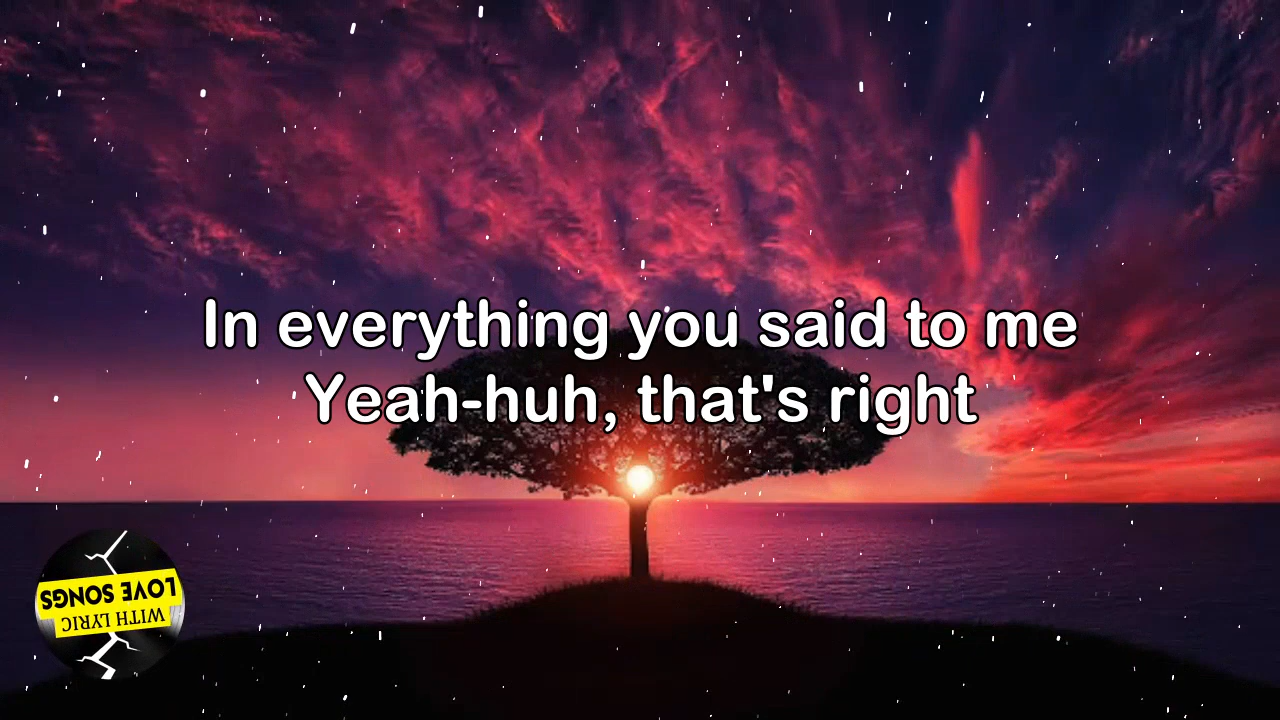 In everything you said to me
Yeah-huh, that's right
LOVE SONGS
WITH LYRIC